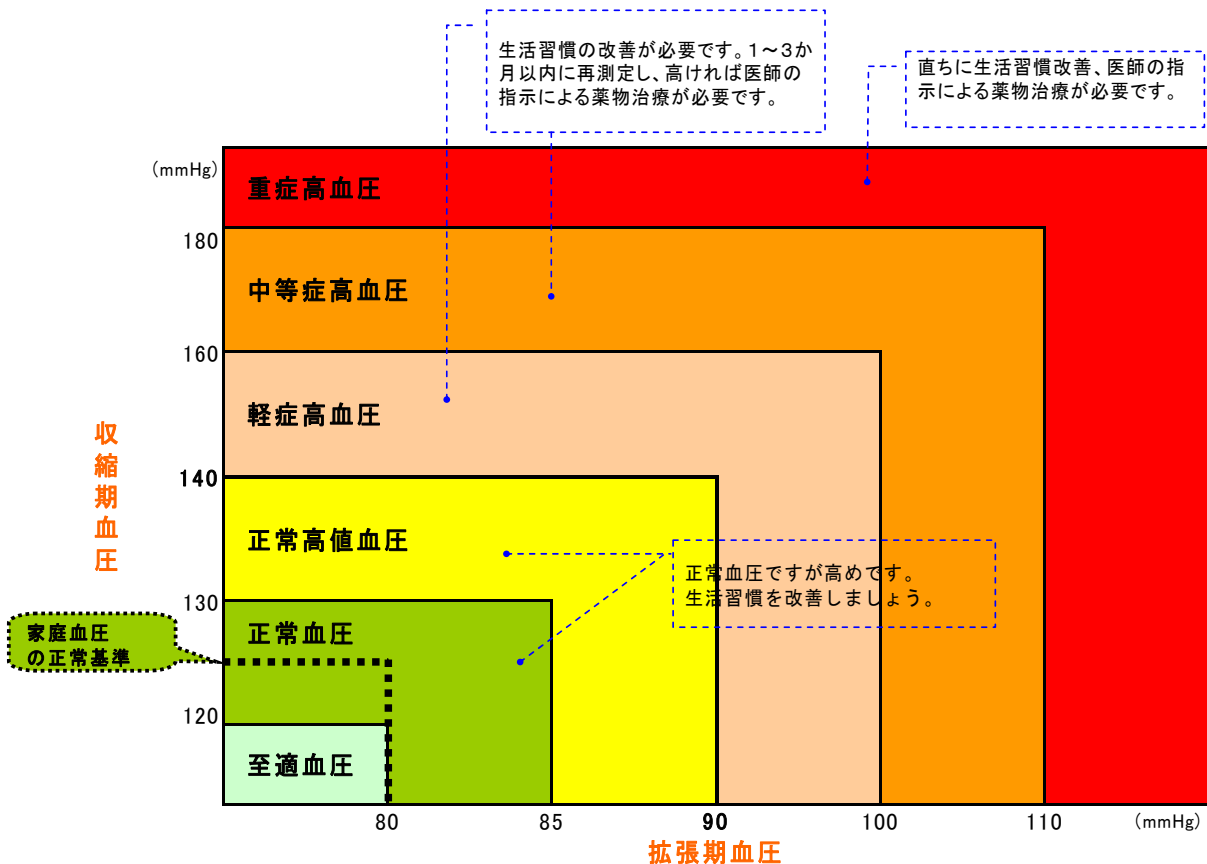 生活習慣の改善が必要です。1～3か
月以内に再測定し、高ければ医師の
指示による薬物治療が必要です。
直ちに生活習慣改善、医師の指
示による薬物治療が必要です。
(mmHg)
重症高血圧
180
中等症高血圧
160
軽症高血圧
収縮期血圧
140
正常高値血圧
正常血圧ですが高めです。
生活習慣を改善しましょう。
130
家庭血圧
の正常基準
正常血圧
120
至適血圧
80
85
90
100
110
(mmHg)
拡張期血圧